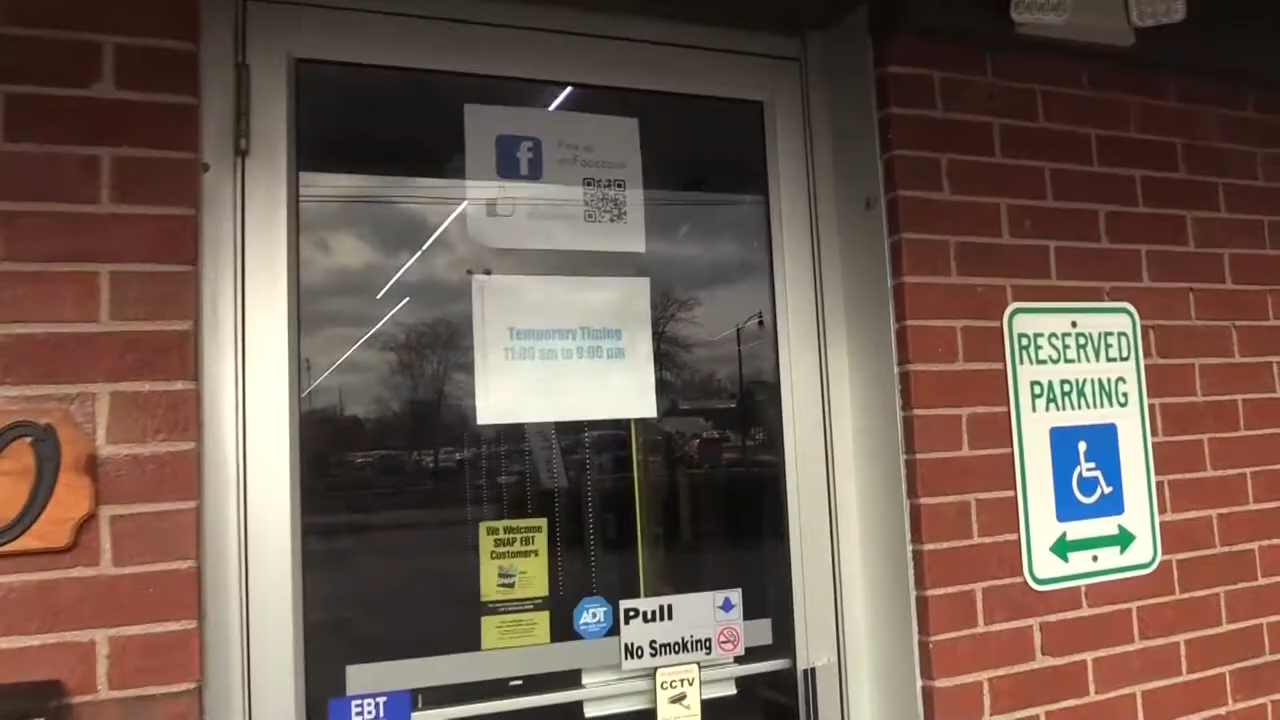 f
Find us
on Facebook
Temporary Timing
11:00 am to 9:00 pm
RESERVED
PARKING
We Welcome
SNAP EBT
Customers
SNAP
ADT
Pull
No Smoking
CCTV
EBT